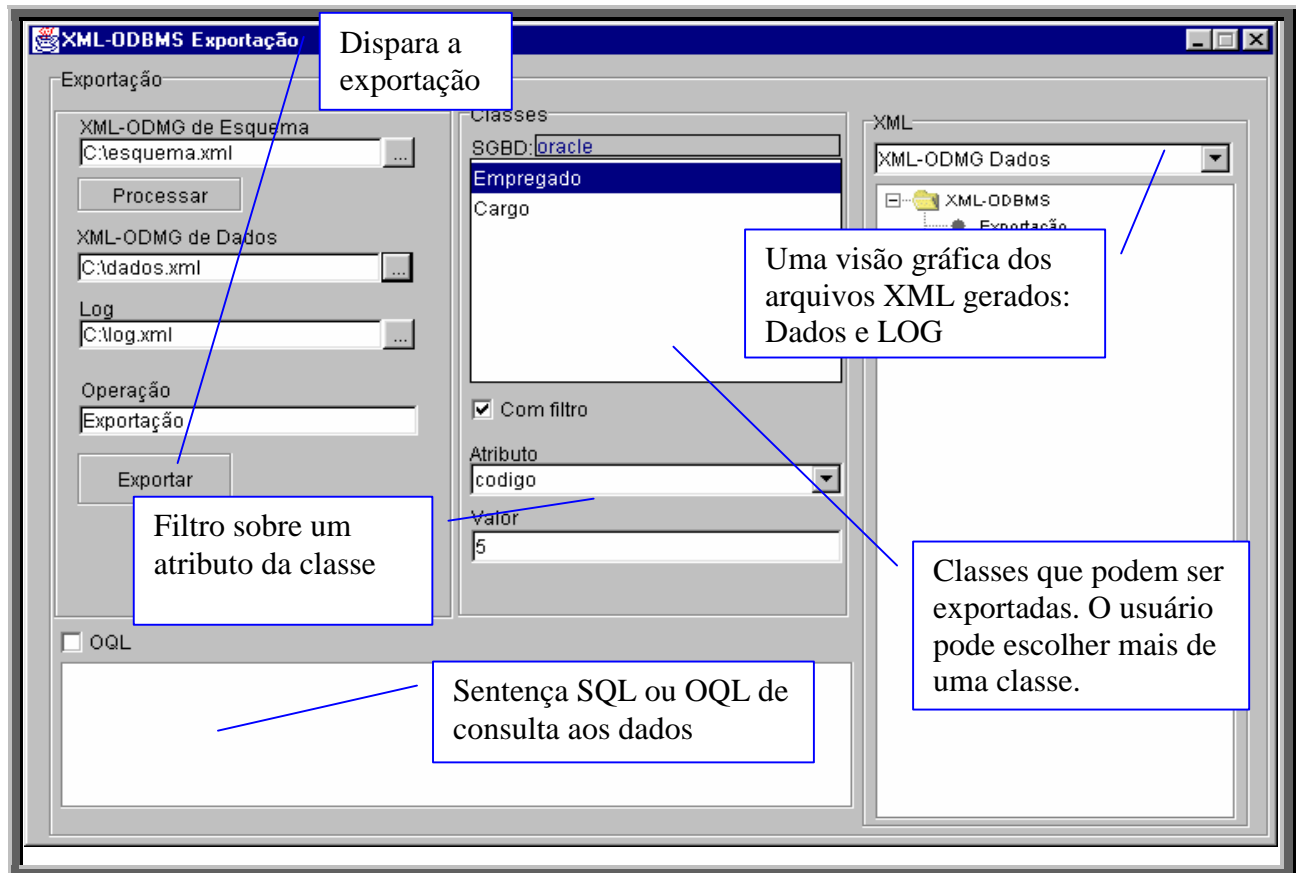 XML-ODBMS Exportação
Dispara a
exportação
Exportação
XML-ODMG de Esquema
C:\esquema.xml
...
Processar
XML-ODMG de Dados
C:\dados.xml
...
Log
C:\log.xml
...
Operação
Exportação
Exportar
Filtro sobre um
atributo da classe
Classes
SGBD: oracle
Empregado
Cargo
Com filtro
Atributo
codigo
Valor
5
XML
XML-ODMG Dados
XML-ODBMS
Exportação
Uma visão gráfica dos
arquivos XML gerados:
Dados e LOG
Classes que podem ser
exportadas. O usuário
pode escolher mais de
uma classe.
OQL
Sentença SQL ou OQL de
consulta aos dados